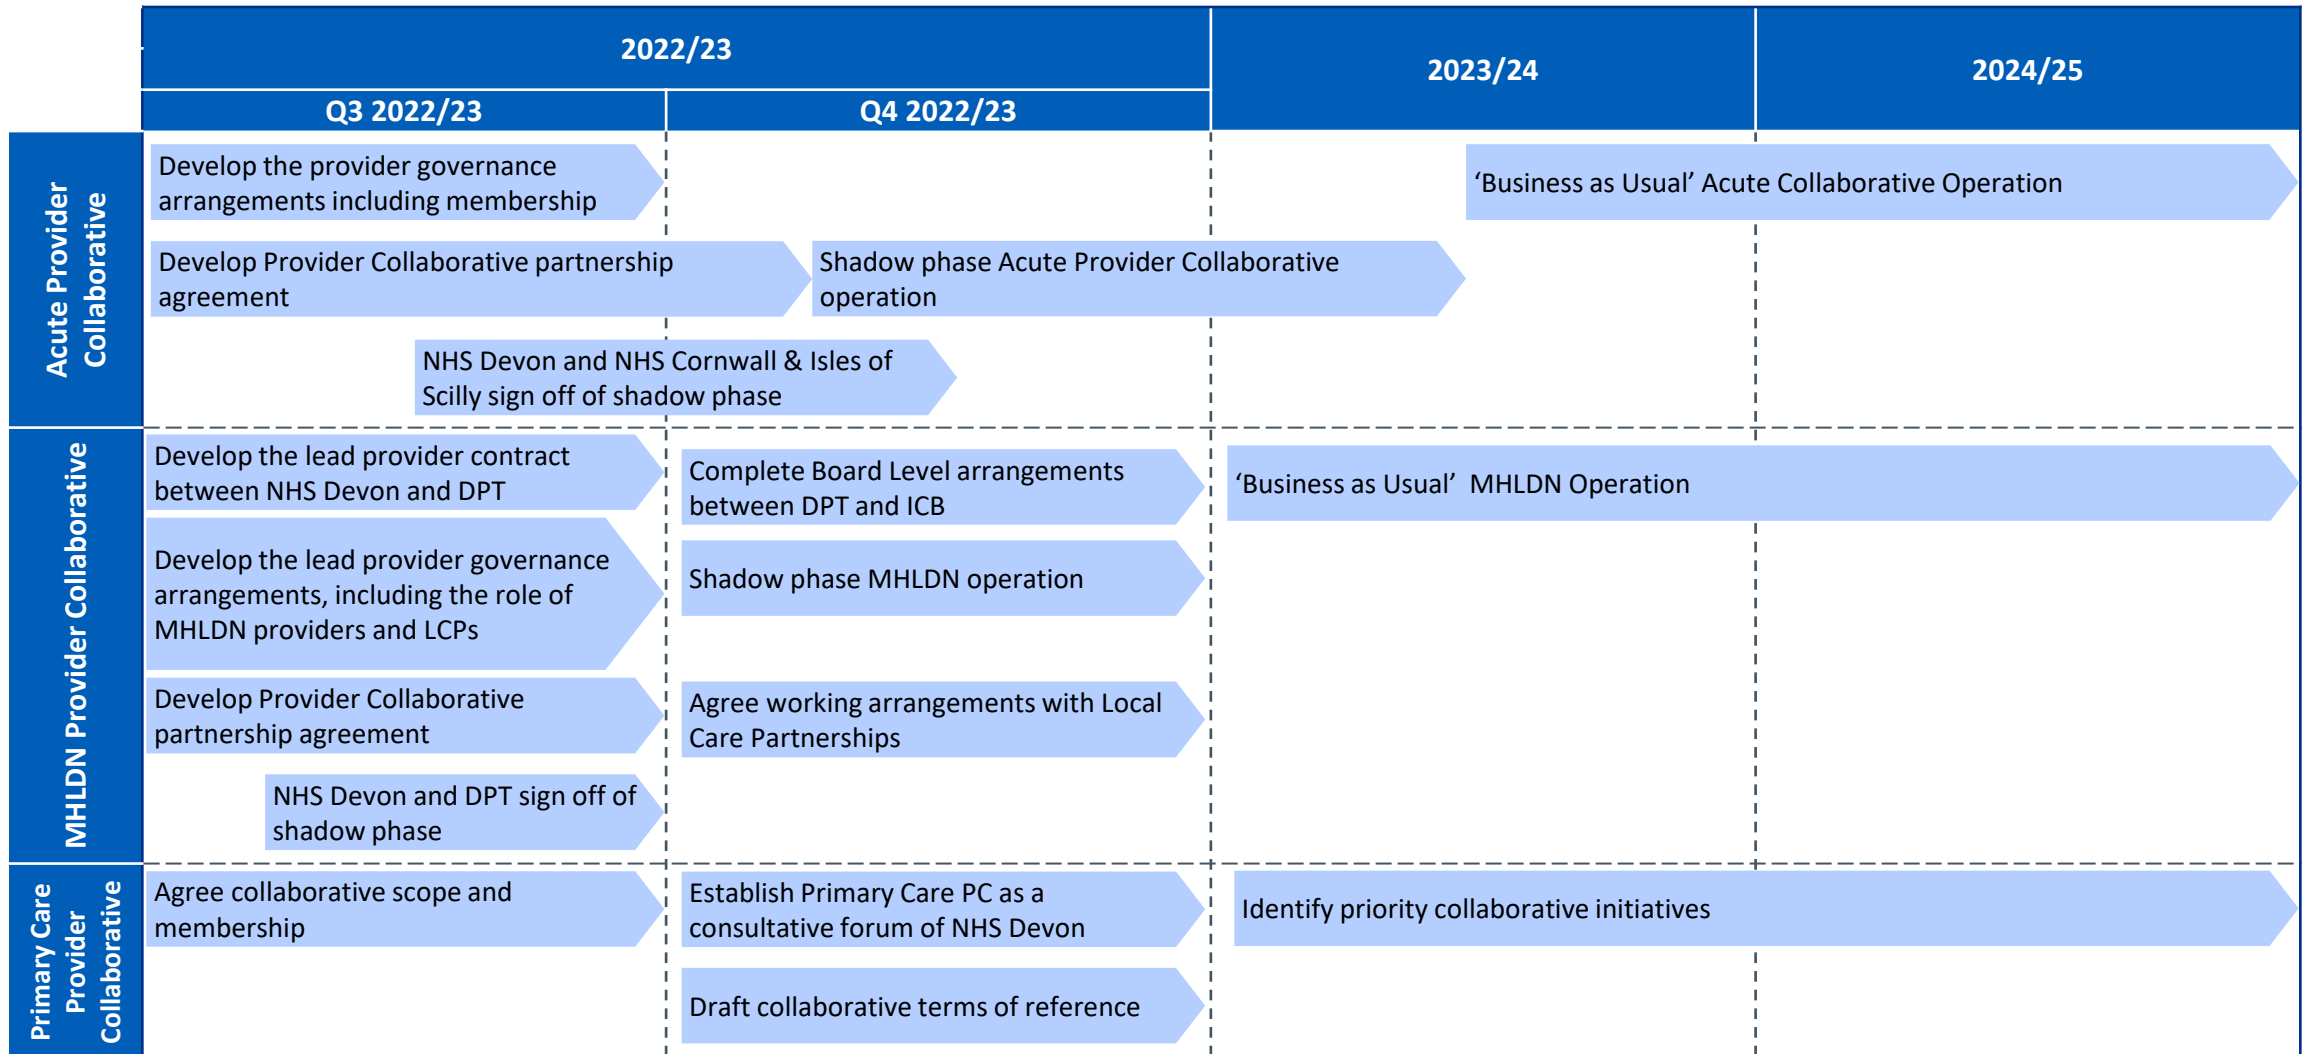 2022/23
2023/24
2024/25
Q3 2022/23
Q4 2022/23
Acute Provider
Collaborative
Develop the provider governance
arrangements including membership
‘Business as Usual’ Acute Collaborative Operation
Develop Provider Collaborative partnership
agreement
Shadow phase Acute Provider Collaborative
operation
NHS Devon and NHS Cornwall & Isles of
Scilly sign off of shadow phase
MHLDN Provider Collaborative
Develop the lead provider contract
between NHS Devon and DPT
Complete Board Level arrangements
between DPT and ICB
‘Business as Usual’  MHLDN Operation
Develop the lead provider governance
arrangements, including the role of
MHLDN providers and LCPs
Shadow phase MHLDN operation
Develop Provider Collaborative
partnership agreement
Agree working arrangements with Local
Care Partnerships
NHS Devon and DPT sign off of
shadow phase
Primary Care
Provider
Collaborative
Agree collaborative scope and
membership
Establish Primary Care PC as a
consultative forum of NHS Devon
Identify priority collaborative initiatives
Draft collaborative terms of reference